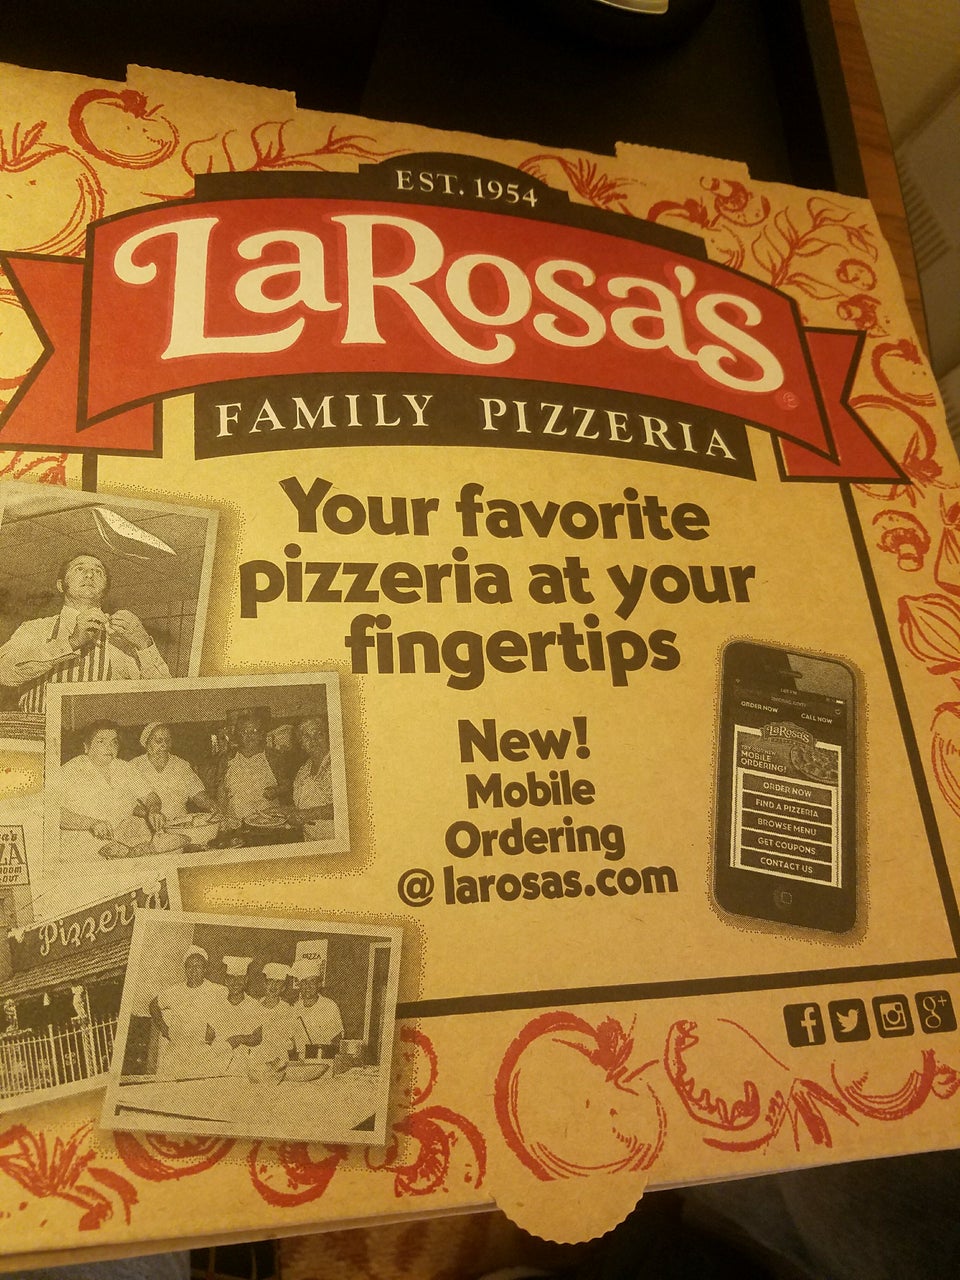 EST. 1954
LaRosa's
FAMILY PIZZERIA
Your favorite
pizzeria at your
fingertips
New!
Mobile
Ordering
@ larosas.com
ORDER NOW
CALL NOW
LaRosa's
MOBILE
ORDERING!
ORDER NOW
FIND A PIZZERIA
BROWSE MENU
GET COUPONS
CONTACT US
Pizzeria
PIZZA
f
g+